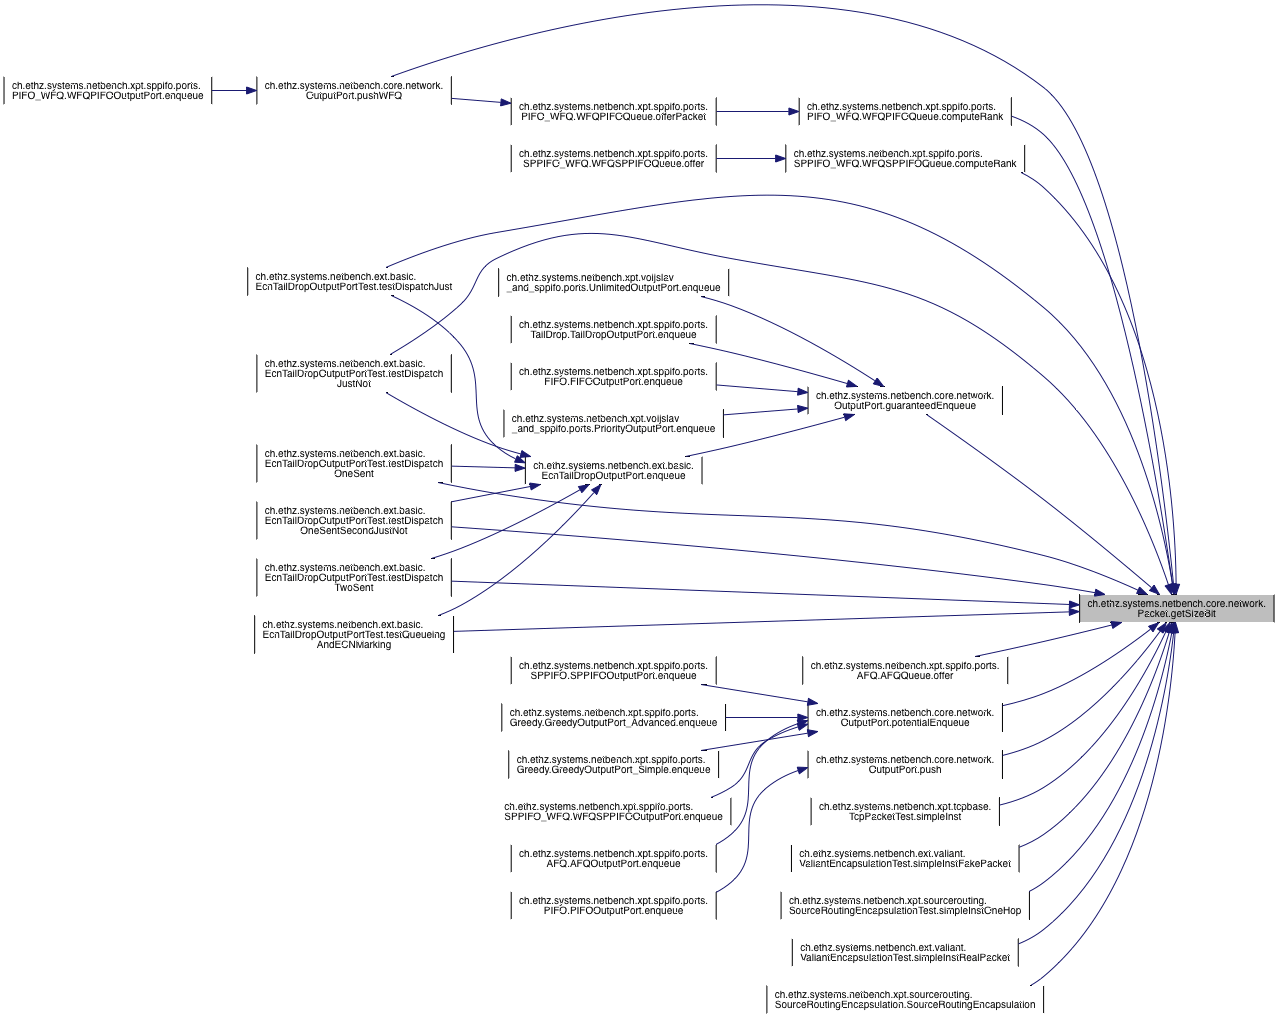 ch.ethz.systems.netbench.xpt.sppifo.ports.
PIFO_WFQ.WFQPIFOOutputPort.enqueue
ch.ethz.systems.netbench.core.network.
OutputPort.pushWFQ
ch.ethz.systems.netbench.xpt.sppifo.ports.
PIFO_WFQ.WFQPIFOQueue.offerPacket
ch.ethz.systems.netbench.xpt.sppifo.ports.
PIFO_WFQ.WFQPIFOQueue.computeRank
ch.ethz.systems.netbench.xpt.sppifo.ports.
SPPIFO_WFQ.WFQSPPIFOQueue.offer
ch.ethz.systems.netbench.xpt.sppifo.ports.
SPPIFO_WFQ.WFQSPPIFOQueue.computeRank
ch.ethz.systems.netbench.ext.basic.
EcnTailDropOutputPortTest.testDispatchJust
ch.ethz.systems.netbench.xpt.voijslav
_and_sppifo.ports.UnlimitedOutputPort.enqueue
ch.ethz.systems.netbench.xpt.sppifo.ports.
TailDrop.TailDropOutputPort.enqueue
ch.ethz.systems.netbench.ext.basic.
EcnTailDropOutputPortTest.testDispatch
JustNot
ch.ethz.systems.netbench.xpt.sppifo.ports.
FIFO.FIFOOutputPort.enqueue
ch.ethz.systems.netbench.core.network.
OutputPort.guaranteedEnqueue
ch.ethz.systems.netbench.xpt.voijslav
_and_sppifo.ports.PriorityOutputPort.enqueue
ch.ethz.systems.netbench.ext.basic.
EcnTailDropOutputPortTest.testDispatch
OneSent
ch.ethz.systems.netbench.ext.basic.
EcnTailDropOutputPort.enqueue
ch.ethz.systems.netbench.ext.basic.
EcnTailDropOutputPortTest.testDispatch
OneSentSecondJustNot
ch.ethz.systems.netbench.ext.basic.
EcnTailDropOutputPortTest.testDispatch
TwoSent
ch.ethz.systems.netbench.core.network.
Packet.getSizeBit
ch.ethz.systems.netbench.ext.basic.
EcnTailDropOutputPortTest.testQueueing
AndECNMarking
ch.ethz.systems.netbench.xpt.sppifo.ports.
SPPIFO.SPPIFOOutputPort.enqueue
ch.ethz.systems.netbench.xpt.sppifo.ports.
AFQ.AFQQueue.offer
ch.ethz.systems.netbench.xpt.sppifo.ports.
Greedy.GreedyOutputPort_Advanced.enqueue
ch.ethz.systems.netbench.core.network.
OutputPort.potentialEnqueue
ch.ethz.systems.netbench.xpt.sppifo.ports.
Greedy.GreedyOutputPort_Simple.enqueue
ch.ethz.systems.netbench.core.network.
OutputPort.push
ch.ethz.systems.netbench.xpt.sppifo.ports.
SPPIFO_WFQ.WFQSPPIFOOutputPort.enqueue
ch.ethz.systems.netbench.xpt.tcpbase.
TcpPacketTest.simpleInst
ch.ethz.systems.netbench.xpt.sppifo.ports.
AFQ.AFQOutputPort.enqueue
ch.ethz.systems.netbench.ext.valiant.
ValiantEncapsulationTest.simpleInstFakePacket
ch.ethz.systems.netbench.xpt.sppifo.ports.
PIFO.PIFOOutputPort.enqueue
ch.ethz.systems.netbench.xpt.sourcerouting.
SourceRoutingEncapsulationTest.simpleInstOneHop
ch.ethz.systems.netbench.ext.valiant.
ValiantEncapsulationTest.simpleInstRealPacket
ch.ethz.systems.netbench.xpt.sourcerouting.
SourceRoutingEncapsulation.SourceRoutingEncapsulation